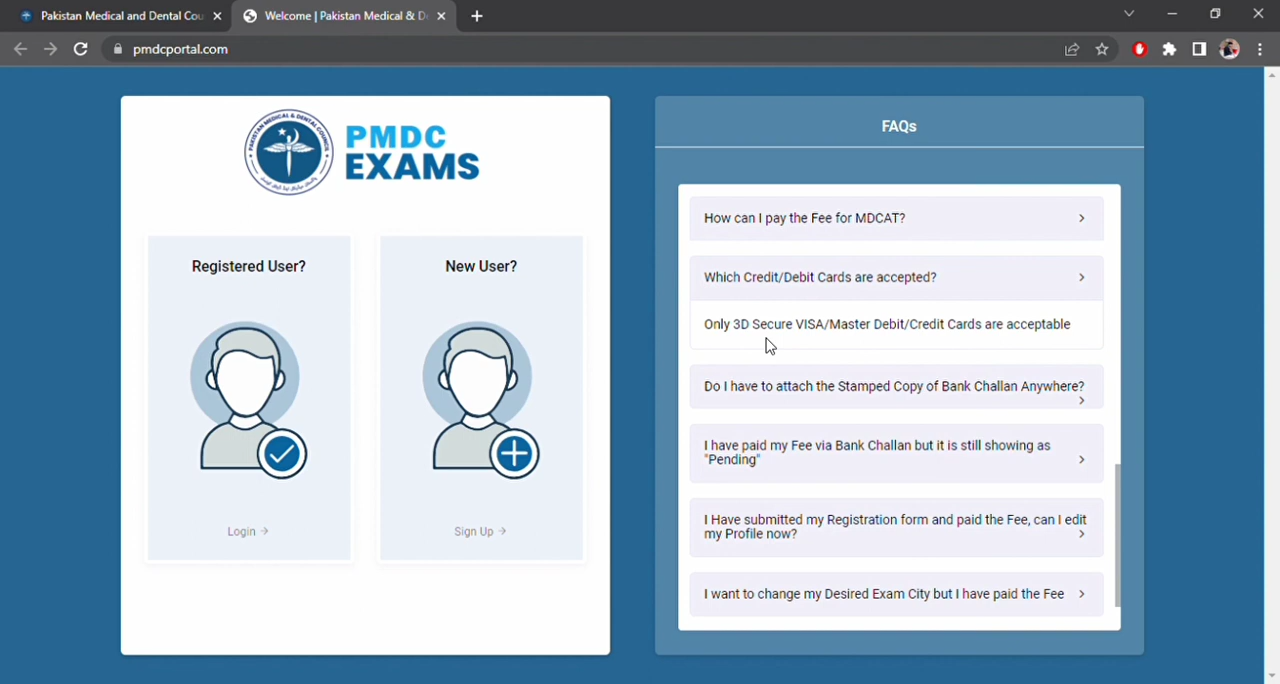 Pakistan Medical and Dental Cou
Welcome | Pakistan Medical & D
pmdcportal.com
PAKISTAN MEDICAL & DENTAL COUNCIL
PMDC
EXAMS
Registered User?
New User?
Login →
Sign Up →
FAQs
How can I pay the Fee for MDCAT?
Which Credit/Debit Cards are accepted?
Only 3D Secure VISA/Master Debit/Credit Cards are acceptable
Do I have to attach the Stamped Copy of Bank Challan Anywhere?
I have paid my Fee via Bank Challan but it is still showing as
"Pending"
I Have submitted my Registration form and paid the Fee, can I edit
my Profile now?
I want to change my Desired Exam City but I have paid the Fee